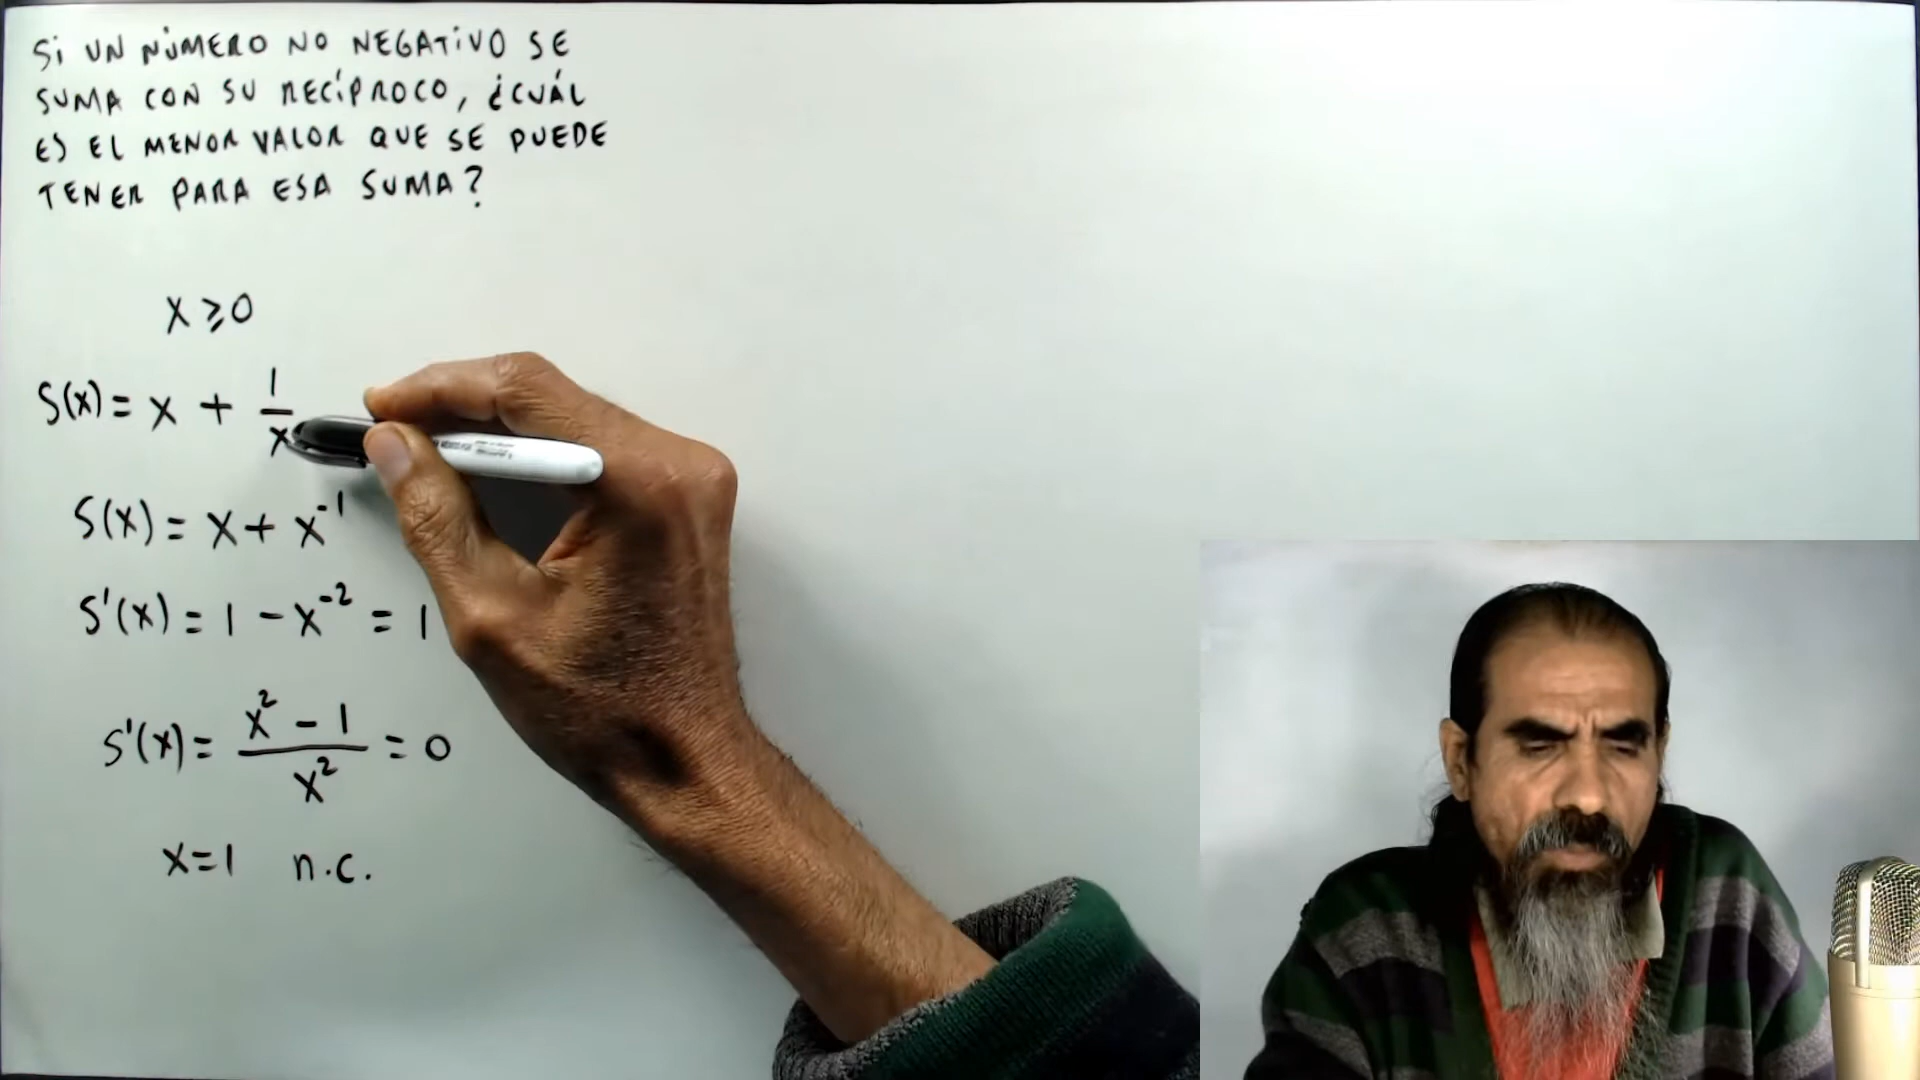 Si UN NÚMERO NO NEGATiVO SE
SUMA CON SU RECÍPROCO, ¿CUÁL
ES EL MENOR VALOR QUE SE PUEDE
TENER PARA ESA SUMA?
X ≥ 0
S(x) = x + 1/x
S(x) = x + x⁻¹
S'(x) = 1 - x⁻² = 1
S'(x) = (x² - 1)/x² = 0
x=1 n.c.